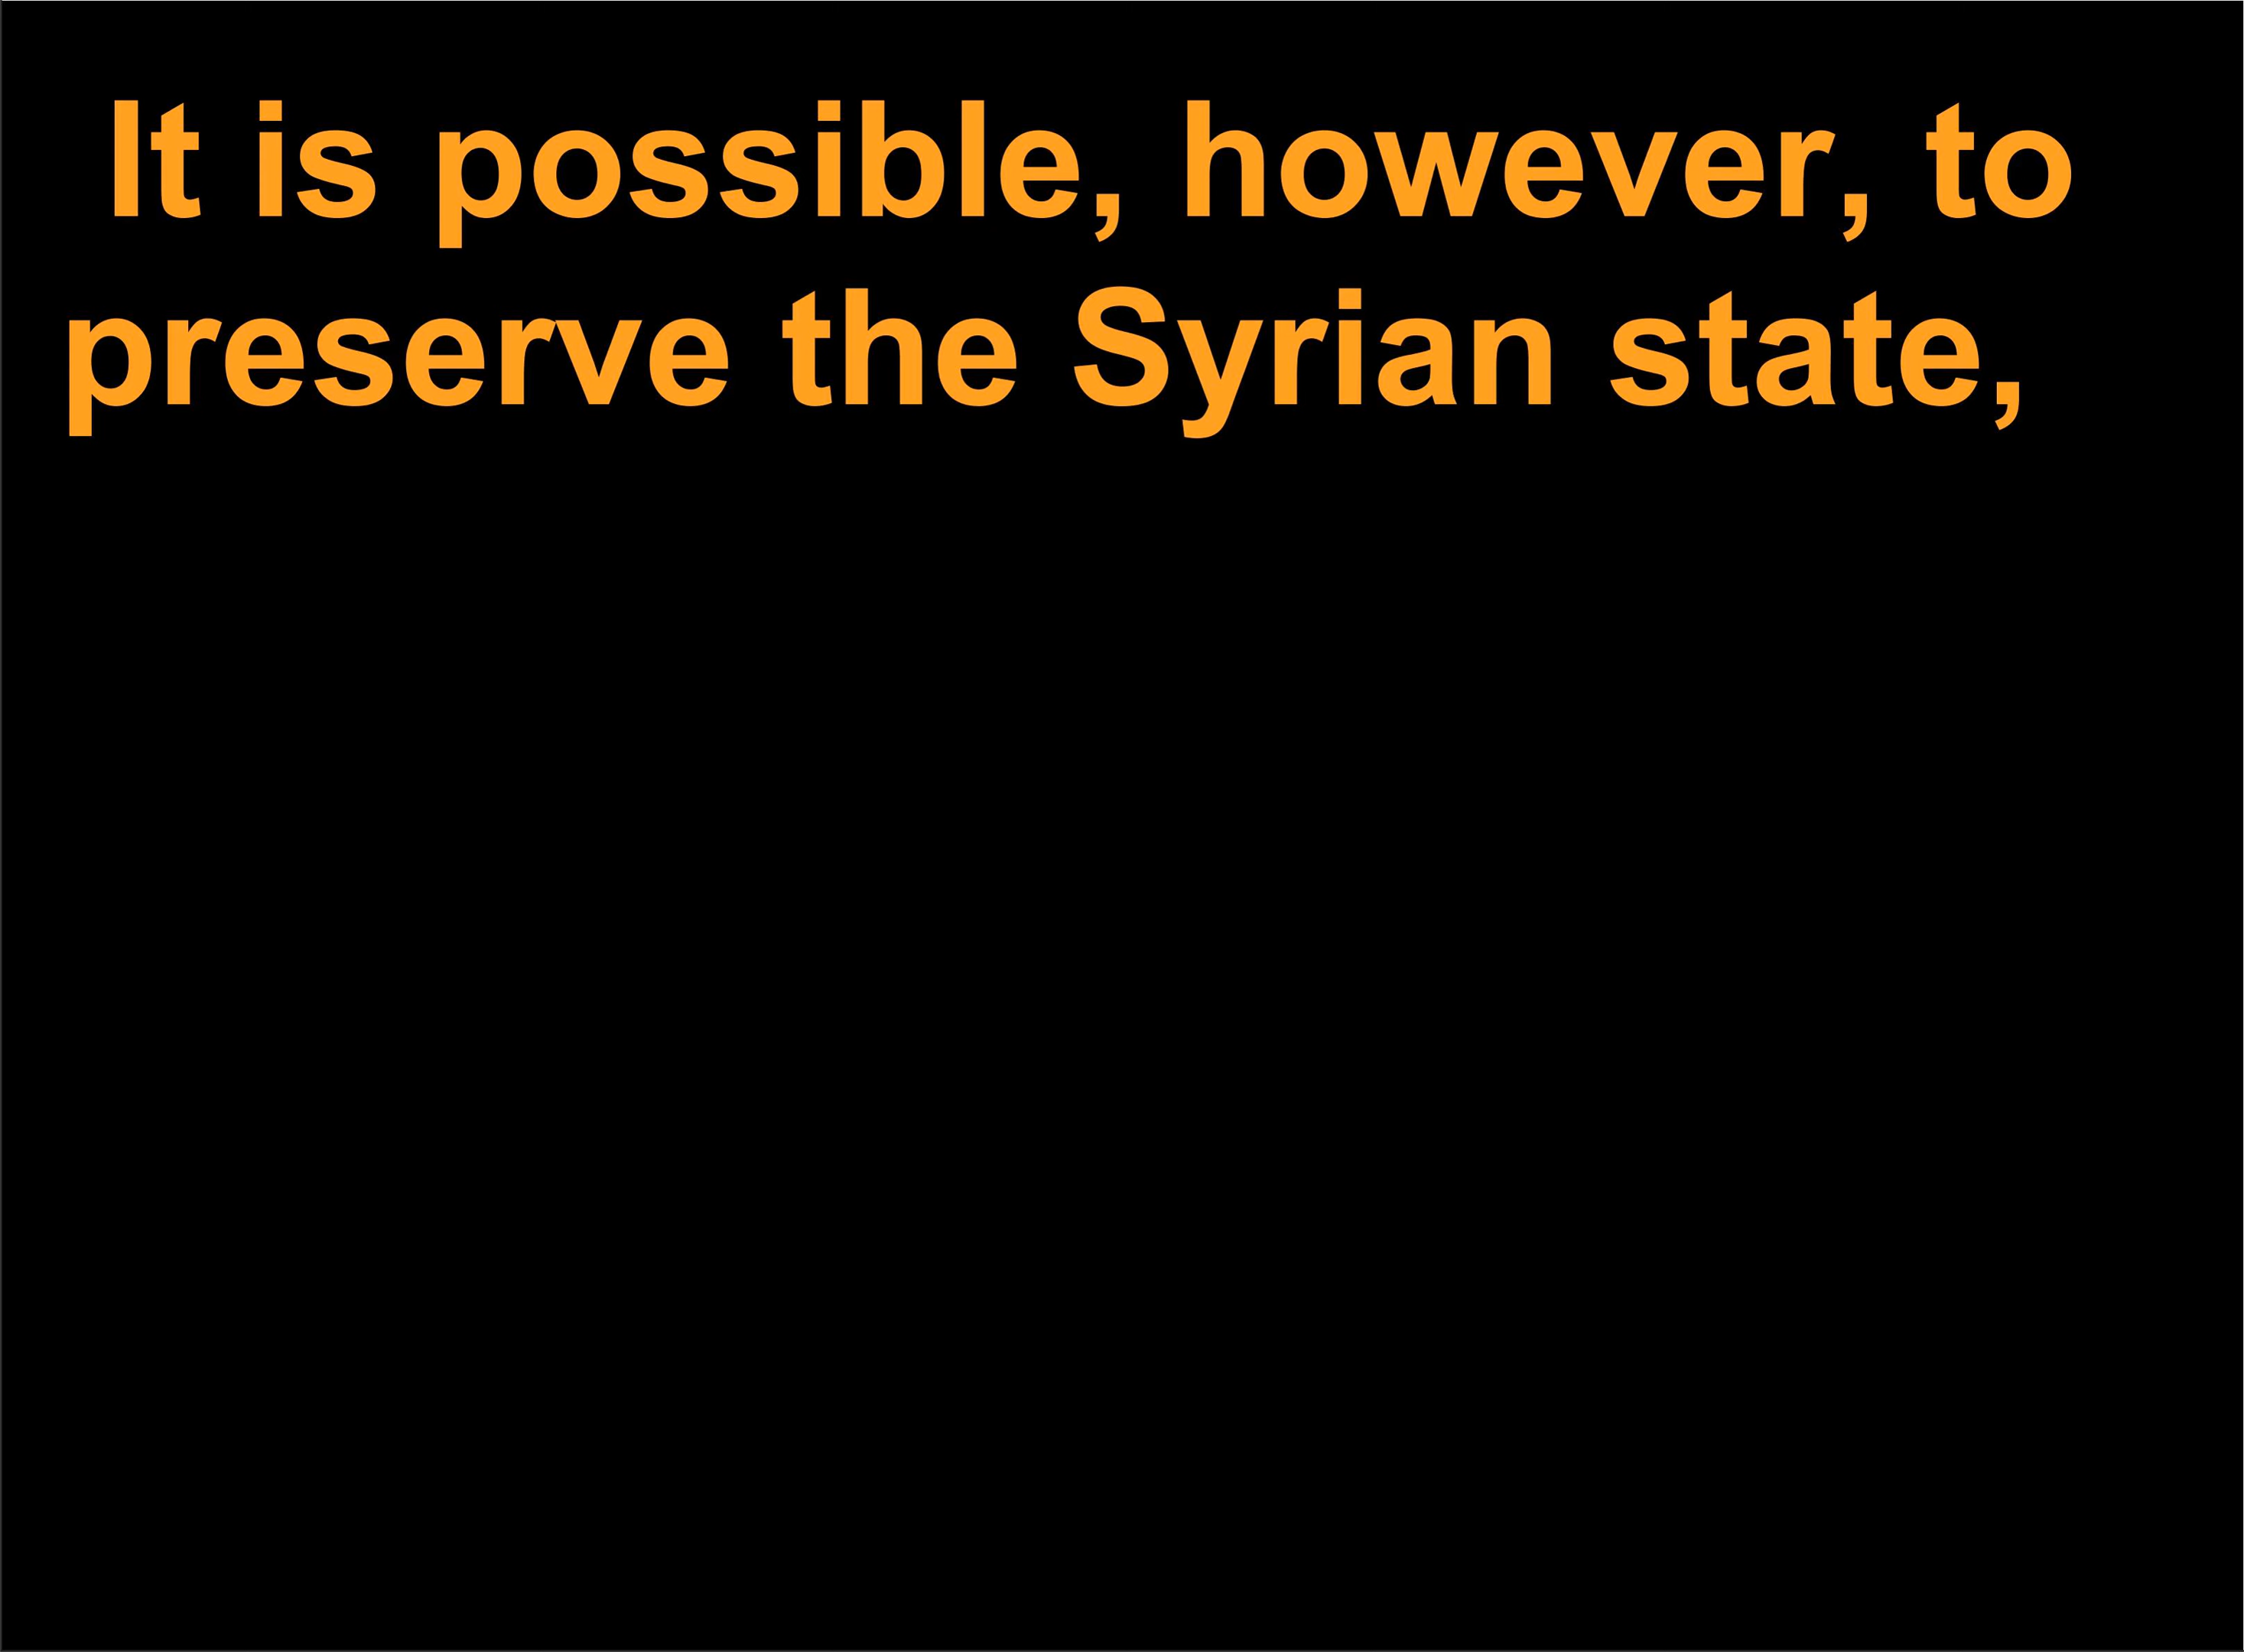 It is possible, however, to
preserve the Syrian state,